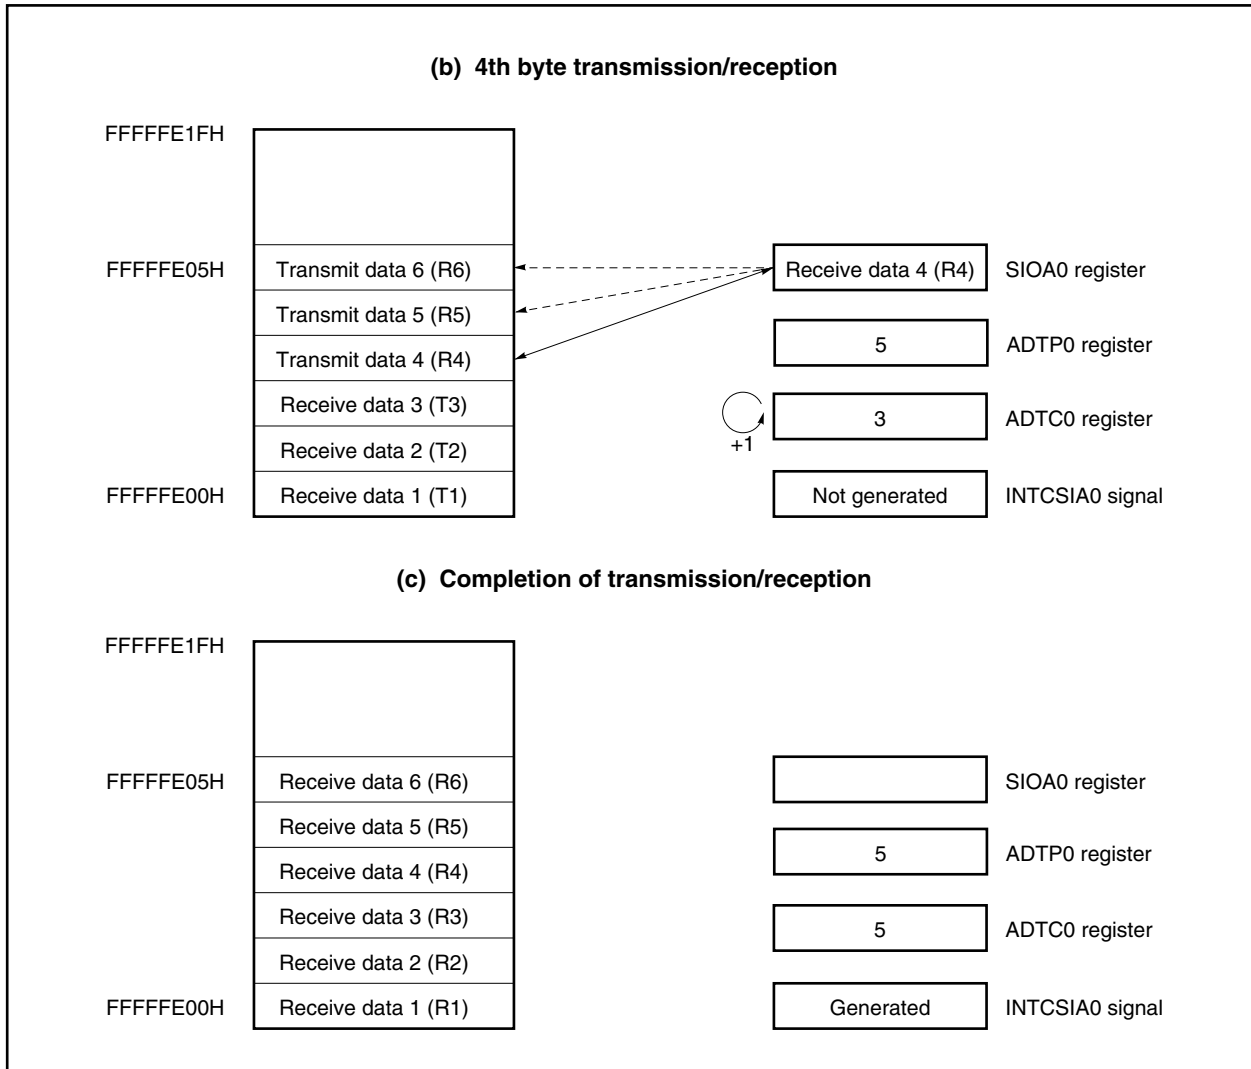 (b) 4th byte transmission/reception
FFFFFE1FH
FFFFFE05H Transmit data 6 (R6) Receive data 4 (R4) SIOA0 register
Transmit data 5 (R5)
5 ADTP0 register
Transmit data 4 (R4)
Receive data 3 (T3)
3 ADTC0 register
+1
Receive data 2 (T2)
FFFFFE00H Receive data 1 (T1) Not generated INTCSIA0 signal
(c) Completion of transmission/reception
FFFFFE1FH
FFFFFE05H Receive data 6 (R6) SIOA0 register
Receive data 5 (R5)
5 ADTP0 register
Receive data 4 (R4)
Receive data 3 (R3)
5 ADTC0 register
Receive data 2 (R2)
FFFFFE00H Receive data 1 (R1) Generated INTCSIA0 signal